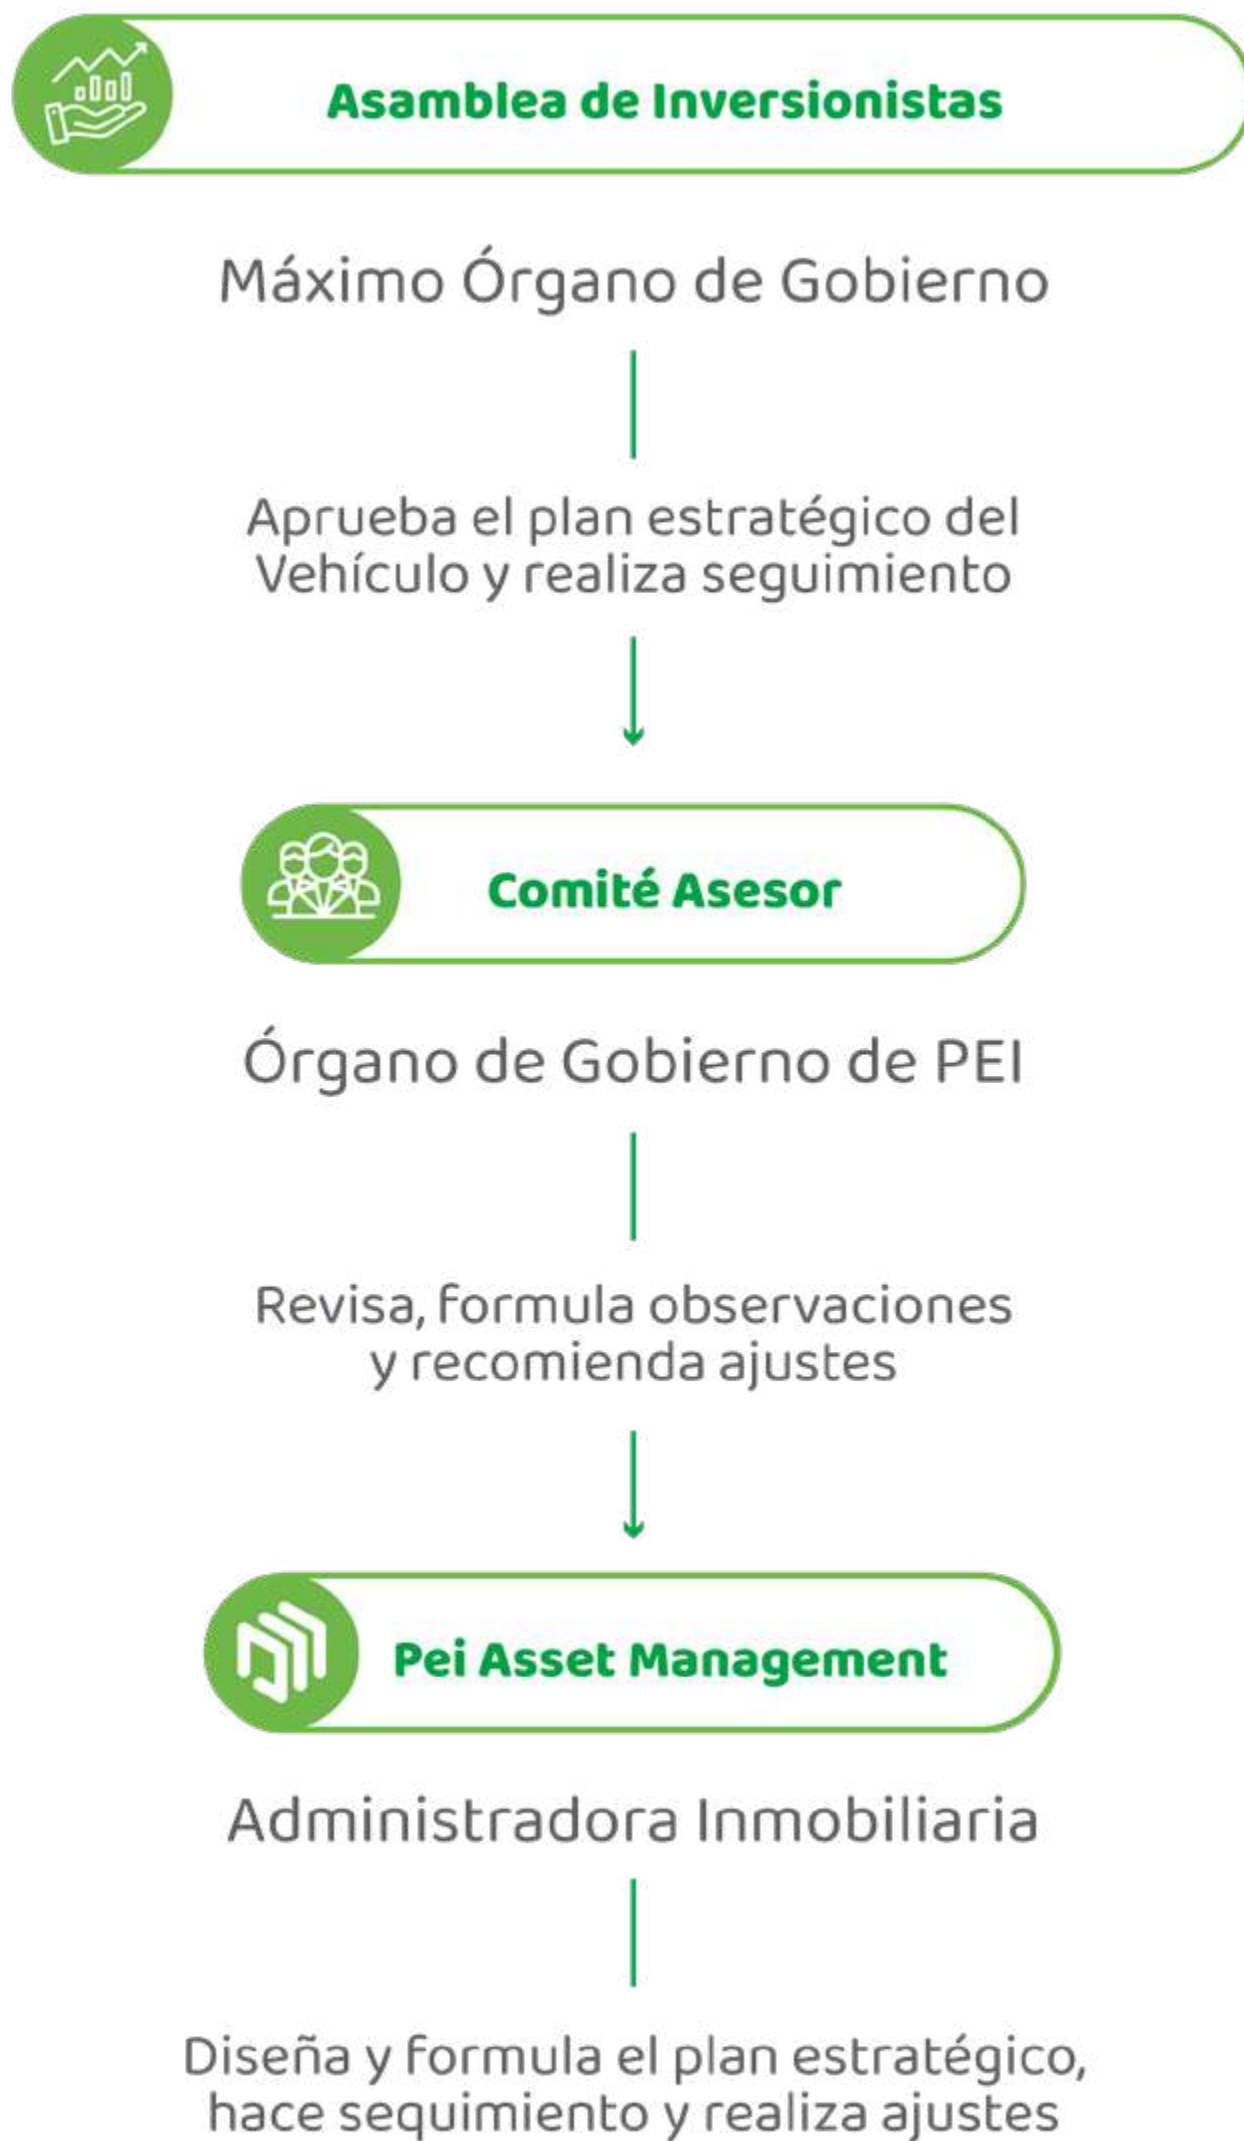 Asamblea de Inversionistas
Máximo Órgano de Gobierno
Aprueba el plan estratégico del
Vehículo y realiza seguimiento
Comité Asesor
Órgano de Gobierno de PEI
Revisa, formula observaciones
y recomienda ajustes
Pei Asset Management
Administradora Inmobiliaria
Diseña y formula el plan estratégico,
hace seguimiento y realiza ajustes